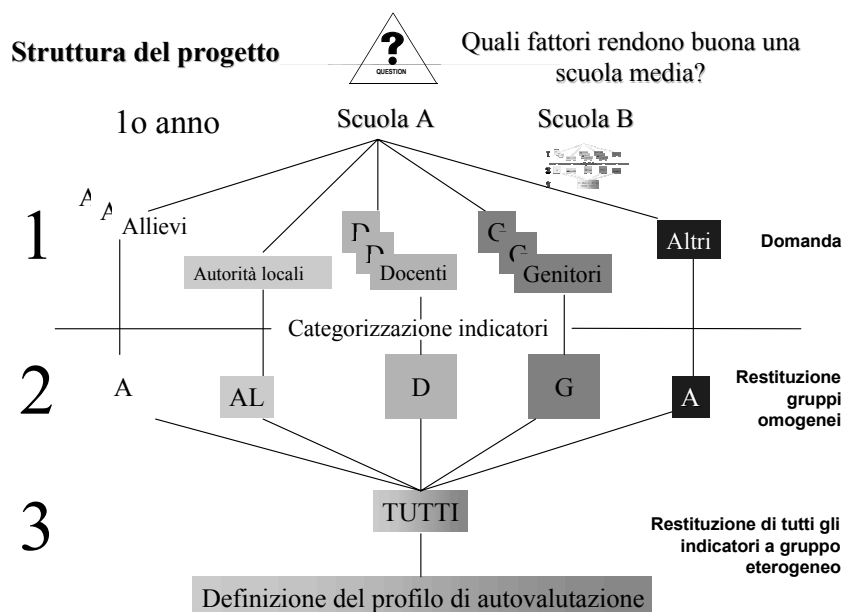 Struttura del progetto
?
QUESTION
Quali fattori rendono buona una
scuola media?
1o anno
Scuola A
Scuola B
1
A
A
Allievi
Autorità locali
D
D
Docenti
G
G
Genitori
Altri
Domanda
Categorizzazione indicatori
2
A
AL
D
G
A
Restituzione
gruppi
omogenei
3
TUTTI
Restituzione di tutti gli
indicatori a gruppo
eterogeneo
Definizione del profilo di autovalutazione